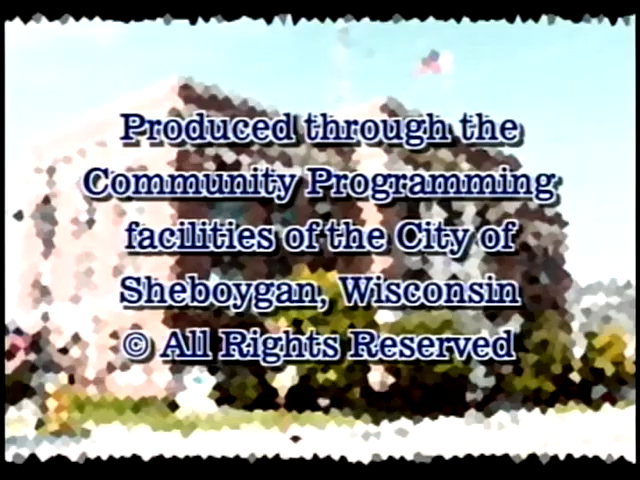 Produced through the
Community Programming
facilities of the City of
Sheboygan, Wisconsin
© All Rights Reserved